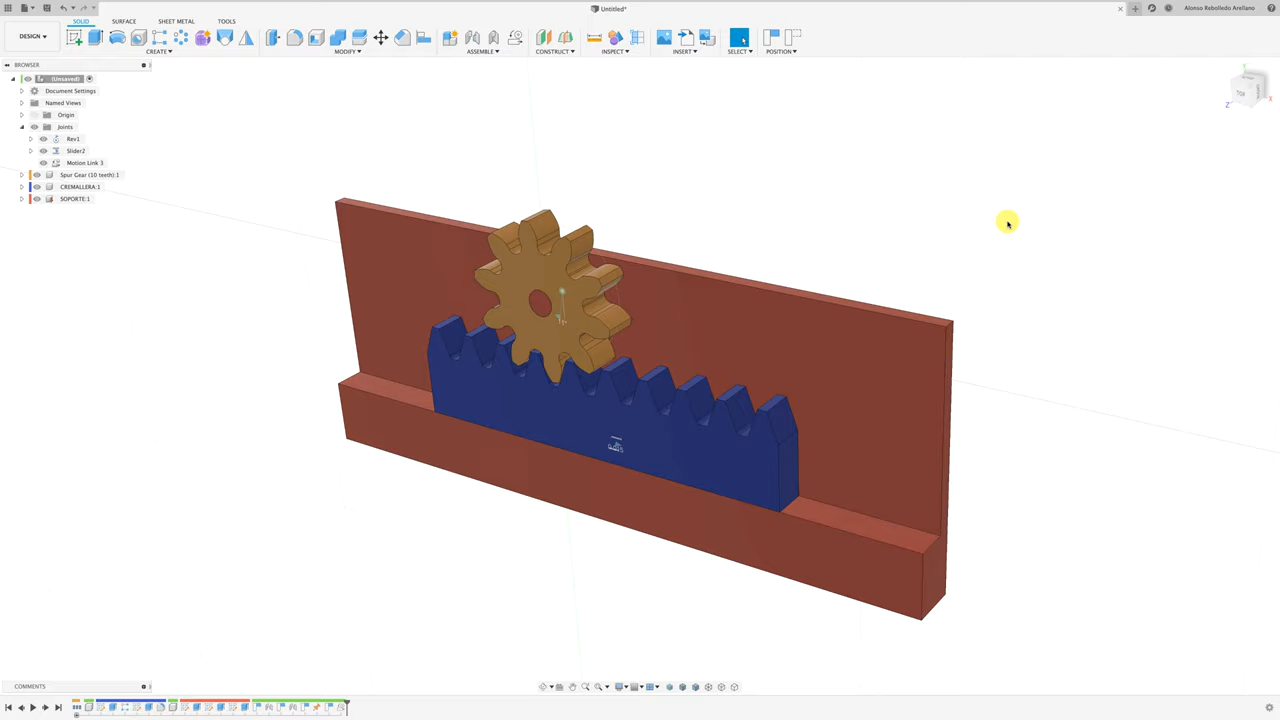 Untitled*
Alonso Rebolledo Arellano
DESIGN
SOLID SURFACE SHEET METAL TOOLS
CREATE MODIFY ASSEMBLE CONSTRUCT INSPECT INSERT SELECT POSITION
BROWSER
(Unsaved)
Document Settings
Named Views
Origin
Joints
Rev1
Slider2
Motion Link 3
Spur Gear (10 teeth):1
CREMALLERA:1
SOPORTE:1
TOP
Z
X
COMMENTS